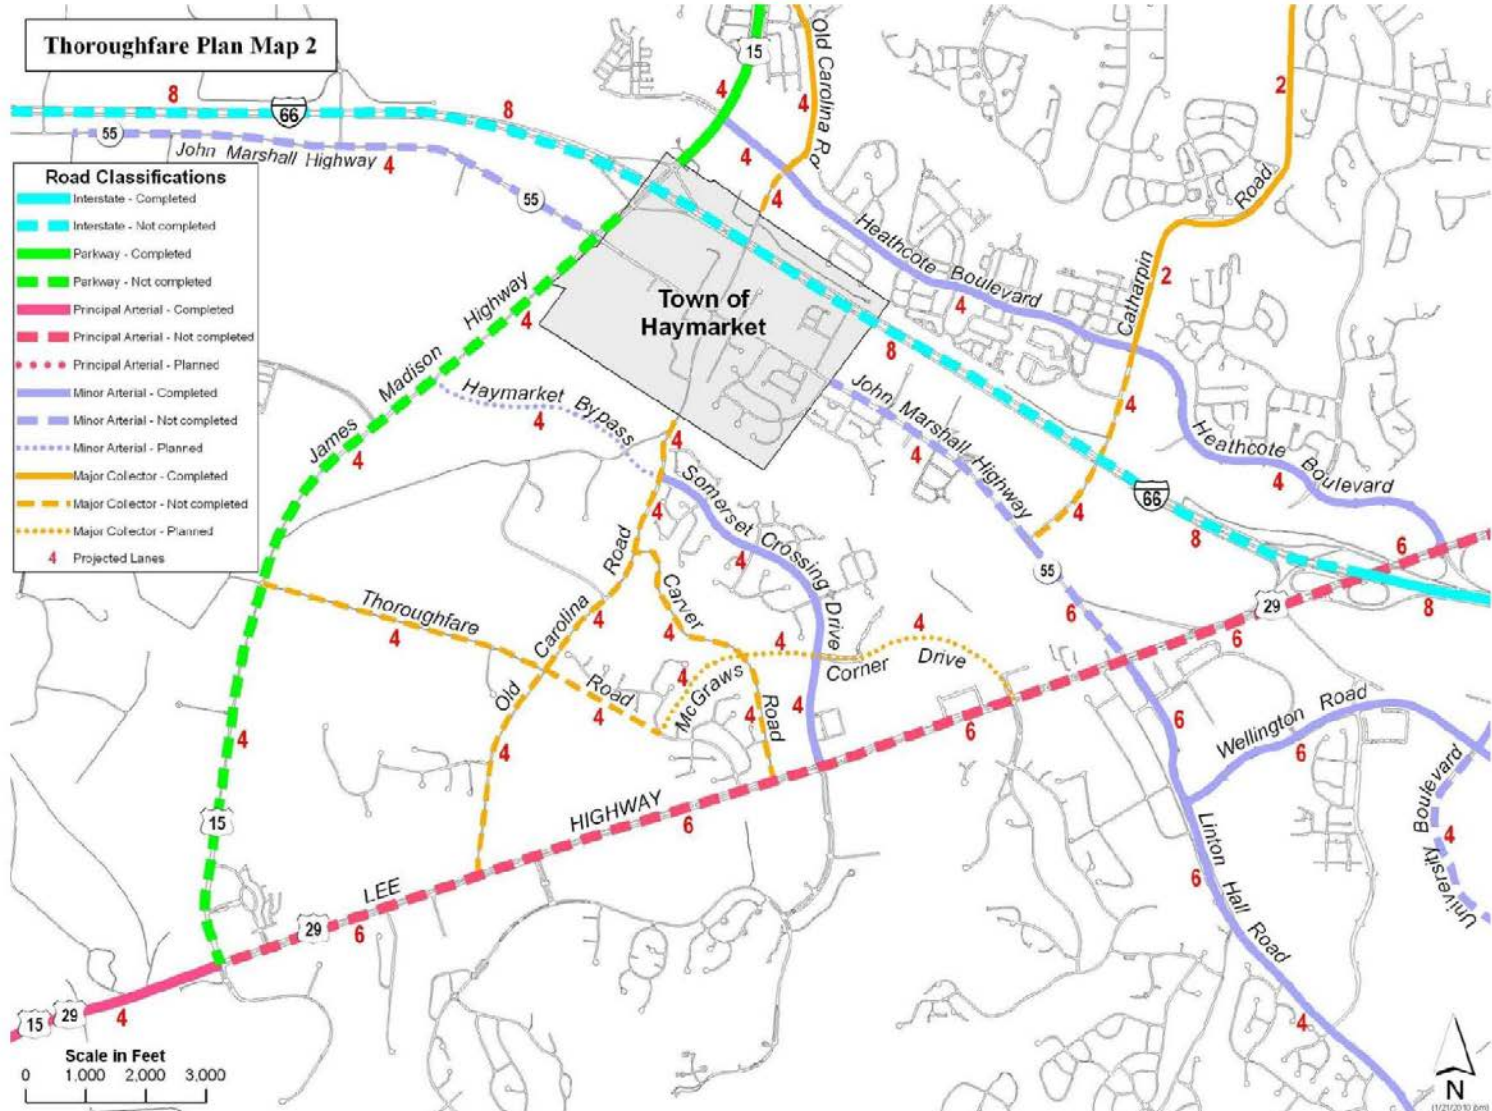 Thoroughfare Plan Map 2
15
Old Carolina Rd
4
4
2
8
66
8
55
John Marshall Highway
4
4
4
55
Road
Road Classifications
Interstate - Completed
Interstate - Not completed
Parkway - Completed
Parkway - Not completed
Principal Arterial - Completed
Principal Arterial - Not completed
Principal Arterial - Planned
Minor Arterial - Completed
Minor Arterial - Not completed
Minor Arterial - Planned
Major Collector - Completed
Major Collector - Not completed
Major Collector - Planned
4 Projected Lanes
Heathcote Boulevard
4
2
Catharpin
Town of
Haymarket
James Madison Highway
4
8
Haymarket Bypass
4
4
John Marshall Highway
4
4
4
4
Heathcote Boulevard
4
66
4
4
8
6
Somerset Crossing Drive
4
55
29
6
6
8
Thoroughfare Road
4
Old Carolina Road
4
Carver Road
4
4
4
McGraws Corner Drive
4
4
4
4
4
4
4
6
6
Wellington Road
6
15
LEE HIGHWAY
6
Linton Hall Road
6
University Boulevard
4
29
6
15
29
4
4
Scale in Feet
0 1,000 2,000 3,000
N
(1/21/2010 bm)